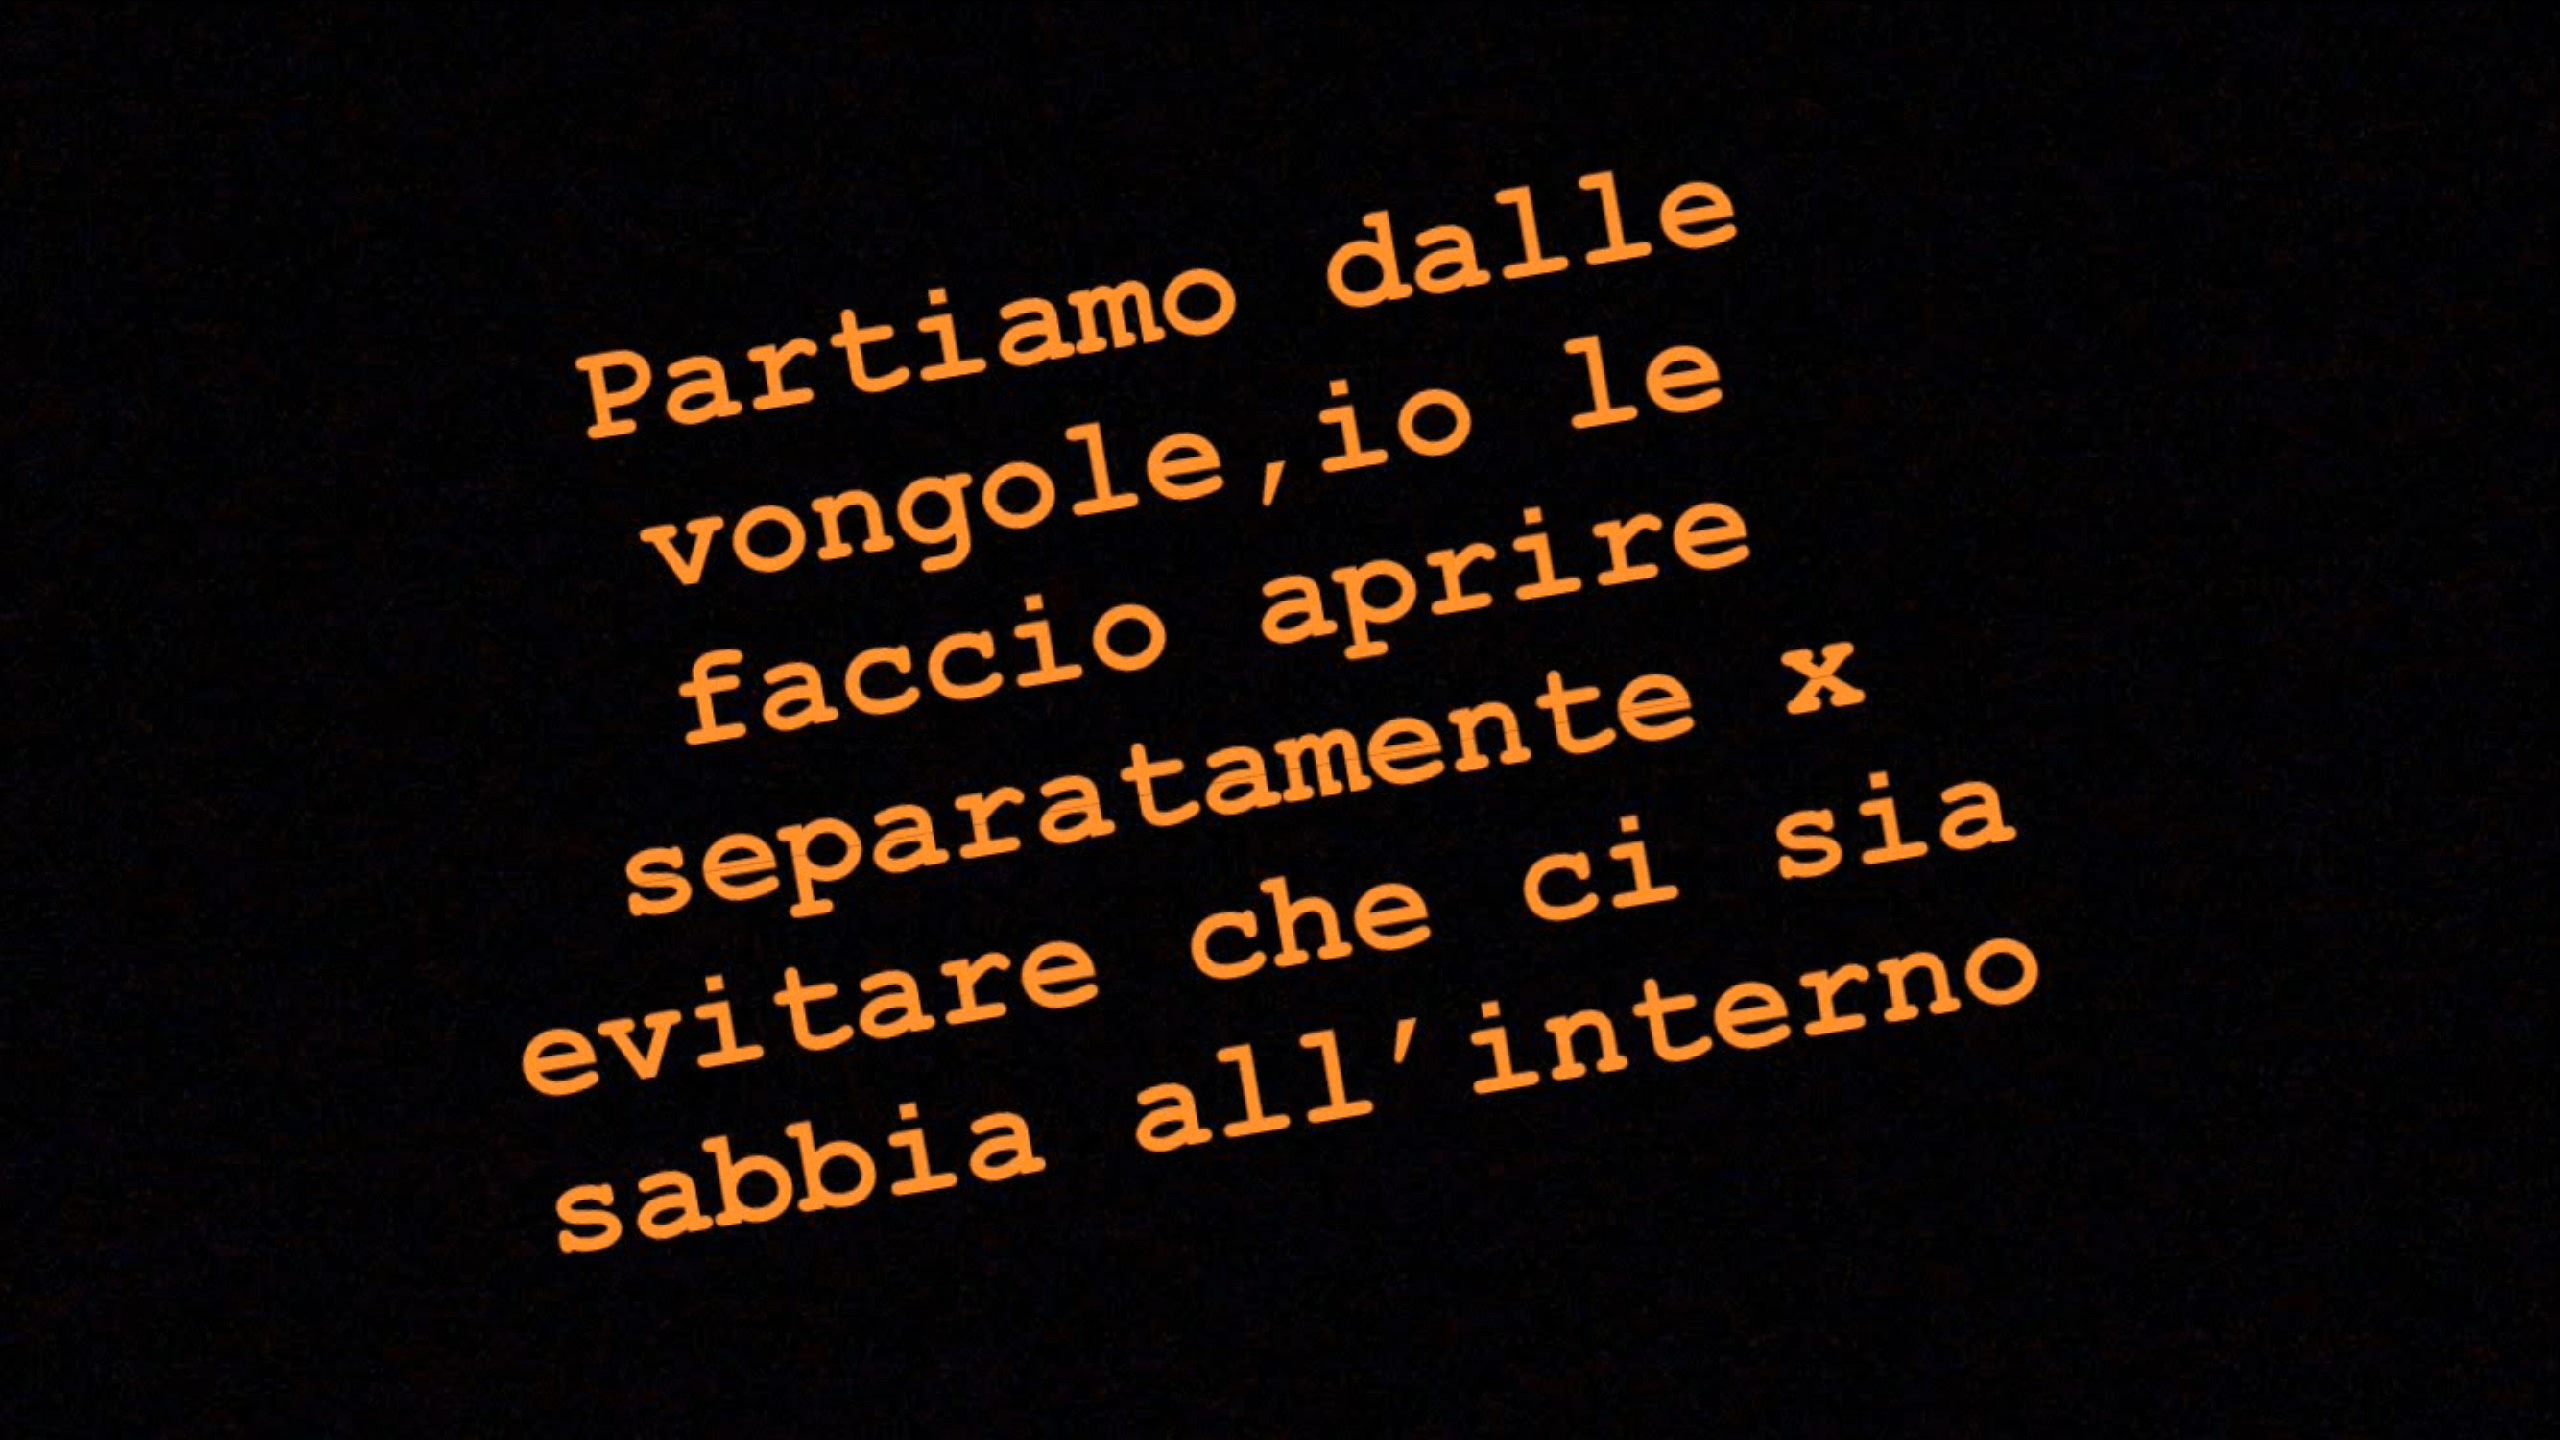 Partiamo dalle
vongole,io le
faccio aprire
separatamente x
evitare che ci sia
sabbia all’interno